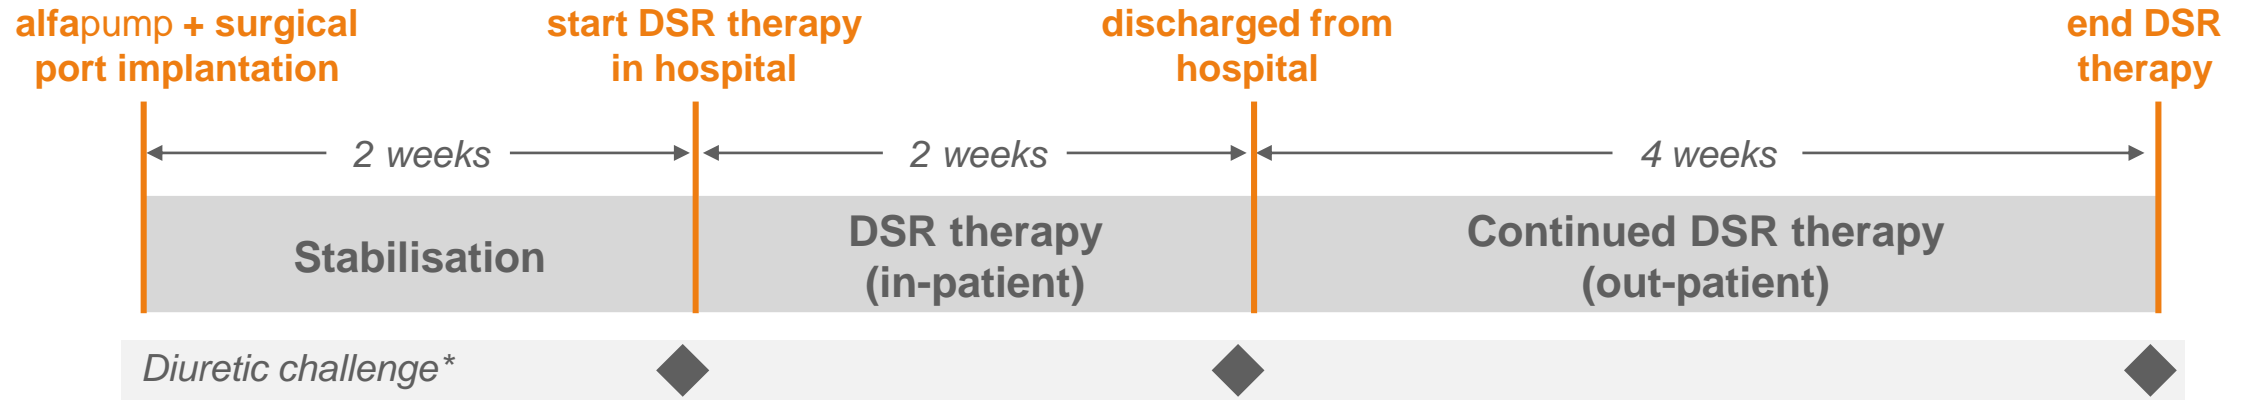 alfapump + surgical
port implantation
start DSR therapy
in hospital
discharged from
hospital
end DSR
therapy
2 weeks
2 weeks
4 weeks
Stabilisation
DSR therapy
(in-patient)
Continued DSR therapy
(out-patient)
Diuretic challenge*